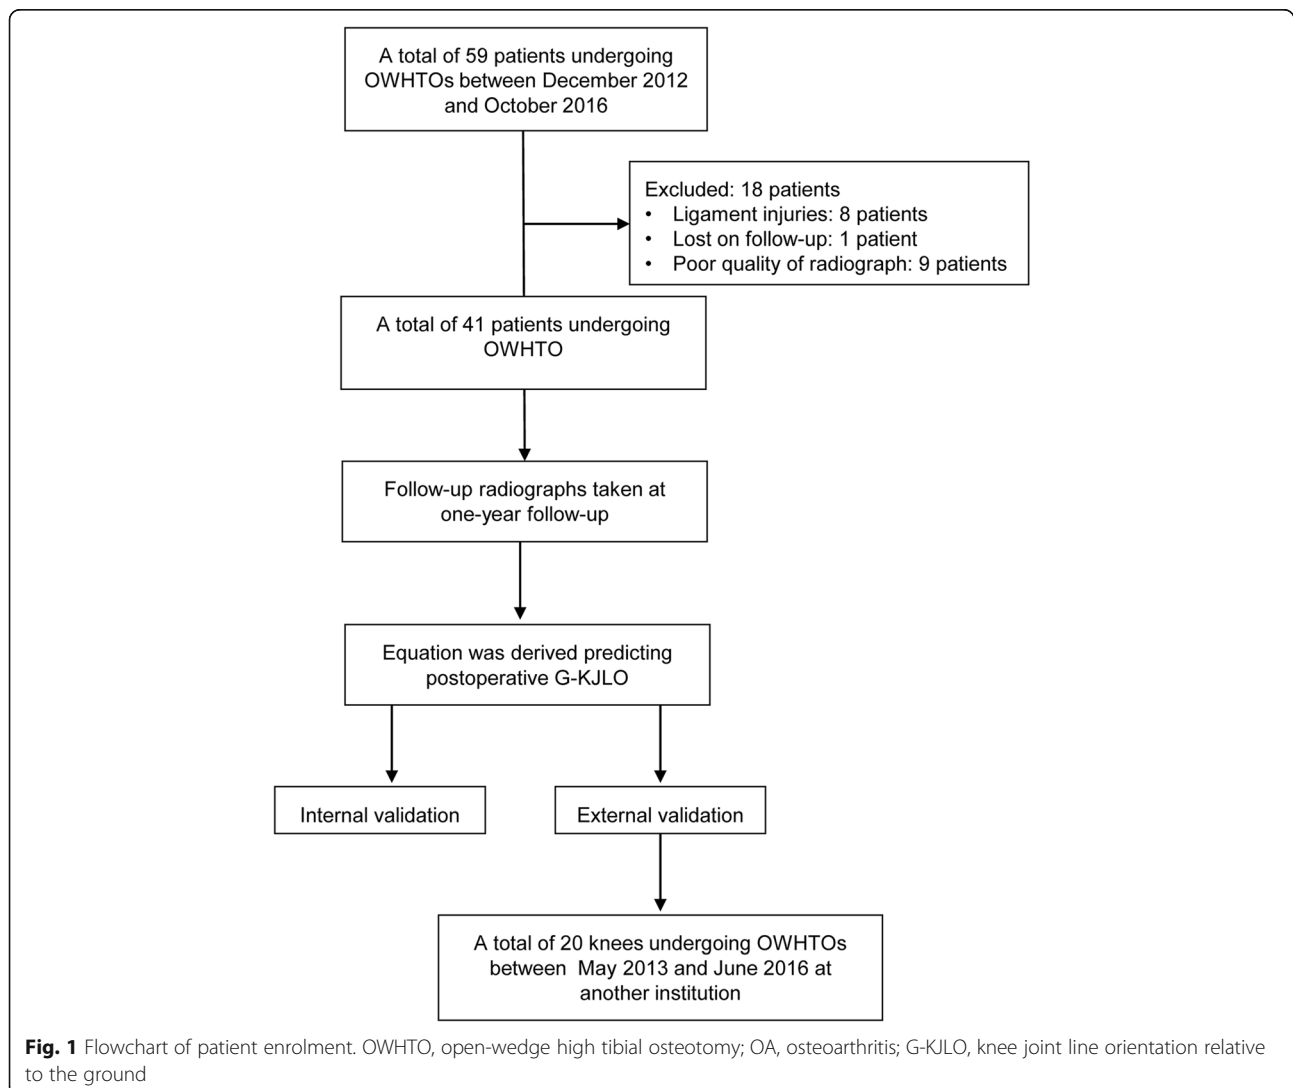 A total of 59 patients undergoing
OWHTOs between December 2012
and October 2016
Excluded: 18 patients
• Ligament injuries: 8 patients
• Lost on follow-up: 1 patient
• Poor quality of radiograph: 9 patients
A total of 41 patients undergoing
OWHTO
Follow-up radiographs taken at
one-year follow-up
Equation was derived predicting
postoperative G-KJLO
Internal validation
External validation
A total of 20 knees undergoing OWHTOs
between May 2013 and June 2016 at
another institution
Fig. 1 Flowchart of patient enrolment. OWHTO, open-wedge high tibial osteotomy; OA, osteoarthritis; G-KJLO, knee joint line orientation relative
to the ground